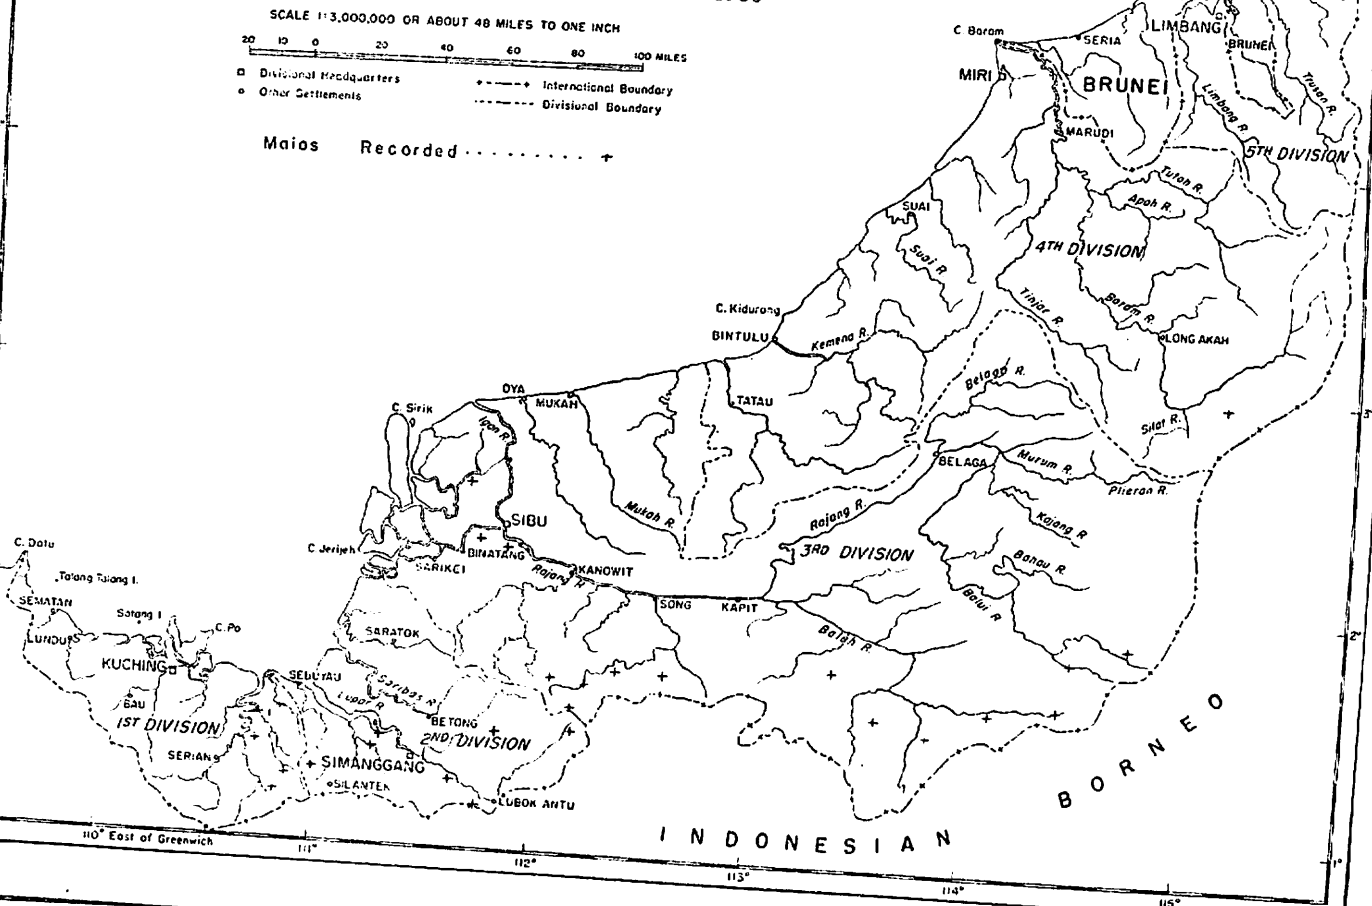 SCALE 1:3,000,000 OR ABOUT 48 MILES TO ONE INCH
20 10 0 20 40 60 80 100 MILES
Divisional Headquarters
Other Settlements
International Boundary
Divisional Boundary
Maios Recorded . . . . . . . . . +
C. Baram
SERIA
LIMBANG
BRUNEI
MIRI
BRUNEI
Trusan R.
Limbang R.
MARUDI
5TH DIVISION
Tutoh R.
Apoh R.
SUAI
Suai R.
4TH DIVISION
Tinjar R.
Baram R.
LONG AKAH
C. Kidurong
BINTULU
Kemena R.
Belaga R.
OYA
MUKAH
TATAU
C. Sirik
Igan R.
Silat R.
BELAGA
Murum R.
Plieran R.
Mukah R.
Rajang R.
Kajang R.
SIBU
C. Datu
C. Jerijeh
BINATANG
3RD DIVISION
Bahau R.
SARIKEI
Rajang R.
KANOWIT
Talang Talang I.
SEMATAN
Satang I.
SONG
KAPIT
Balui R.
LUNDU
C. Po
SARATOK
Balah R.
KUCHING
SEBUYAU
Saribas R.
BAU
Lupar R.
1ST DIVISION
BETONG
2ND DIVISION
SERIAN
SIMANGGANG
SILANTEK
LUBOK ANTU
INDONESIAN BORNEO
110° East of Greenwich
111°
112°
113°
114°
115°
3°
2°
1°